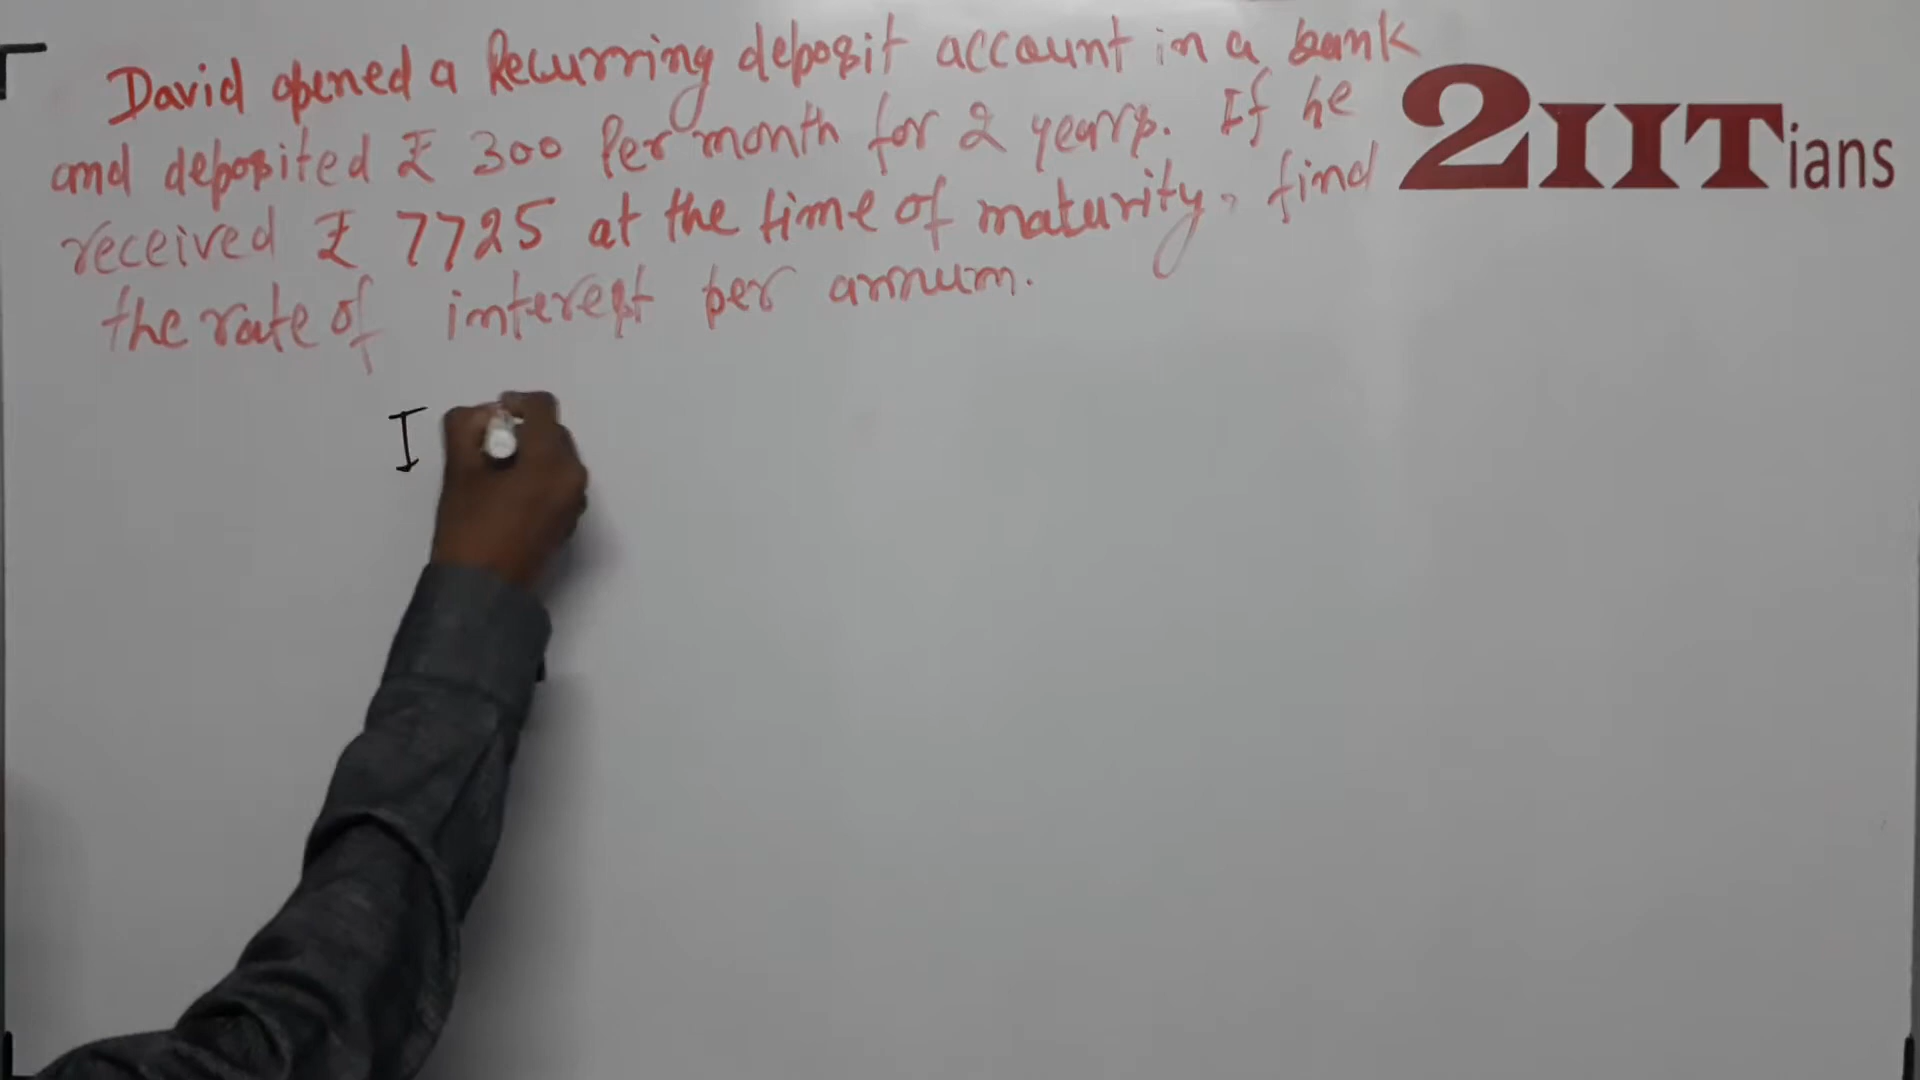 David opened a Recurring deposit account in a bank
and deposited ₹ 300 Per month for 2 years. If he
received ₹ 7725 at the time of maturity, find
the rate of interest per annum.
2IITians
I